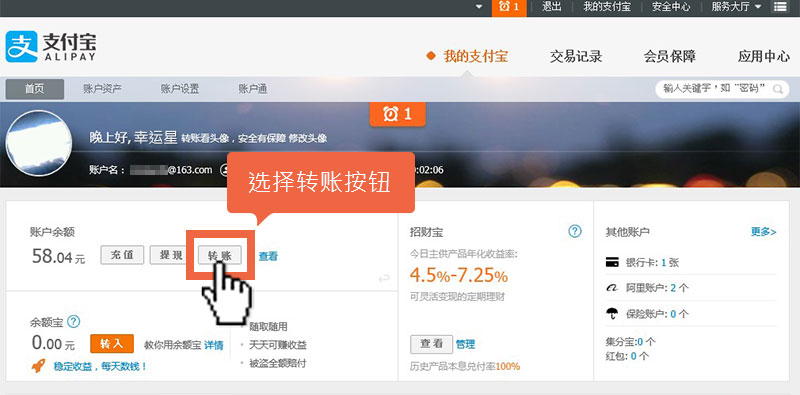 1 退出 我的支付宝 安全中心 服务大厅
支付宝
ALIPAY
我的支付宝 交易记录 会员保障 应用中心
首页 账户资产 账户设置 账户通 输入关键字，如“密码”
1
晚上好, 幸运星 转账看头像，安全有保障 修改头像
账户名： @163.com :02:06
选择转账按钮
账户余额
58.04 元 充 值 提 现 转 账 查看
余额宝
0.00 元 转 入 教你用余额宝 详情
稳定收益，每天数钱！
随取随用
天天可赚收益
被盗全额赔付
招财宝
今日主供产品年化收益率:
4.5%-7.25%
可灵活变现的定期理财
查 看 管理
历史产品本息兑付率100%
其他账户 更多>
银行卡: 1 张
阿里账户: 2 个
保险账户: 0 个
集分宝:0 个
红包: 0 个